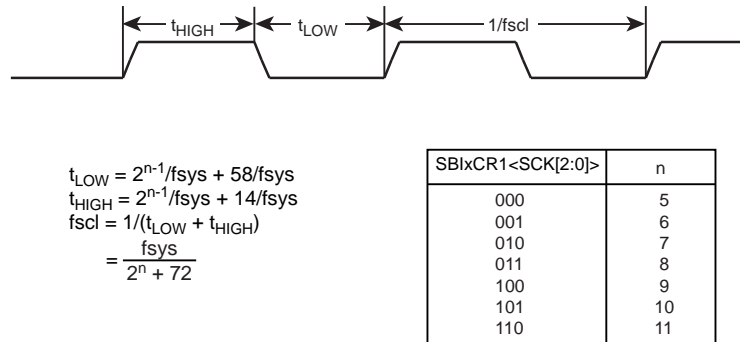 tHIGH tLOW 1/fscl
tLOW = 2n-1/fsys + 58/fsys
tHIGH = 2n-1/fsys + 14/fsys
fscl = 1/(tLOW + tHIGH)
= fsys
2n + 72
SBIxCR1<SCK[2:0]> n
000 5
001 6
010 7
011 8
100 9
101 10
110 11